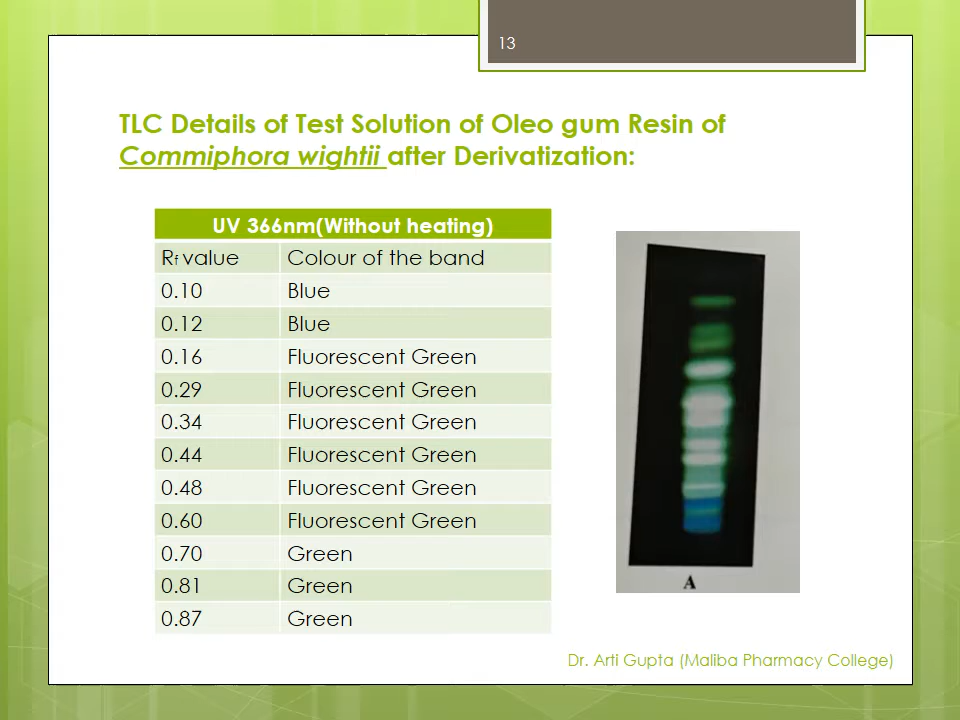 13
TLC Details of Test Solution of Oleo gum Resin of
Commiphora wightii after Derivatization:
UV 366nm(Without heating)
Rf value Colour of the band
0.10 Blue
0.12 Blue
0.16 Fluorescent Green
0.29 Fluorescent Green
0.34 Fluorescent Green
0.44 Fluorescent Green
0.48 Fluorescent Green
0.60 Fluorescent Green
0.70 Green
0.81 Green
0.87 Green
A
Dr. Arti Gupta (Maliba Pharmacy College)